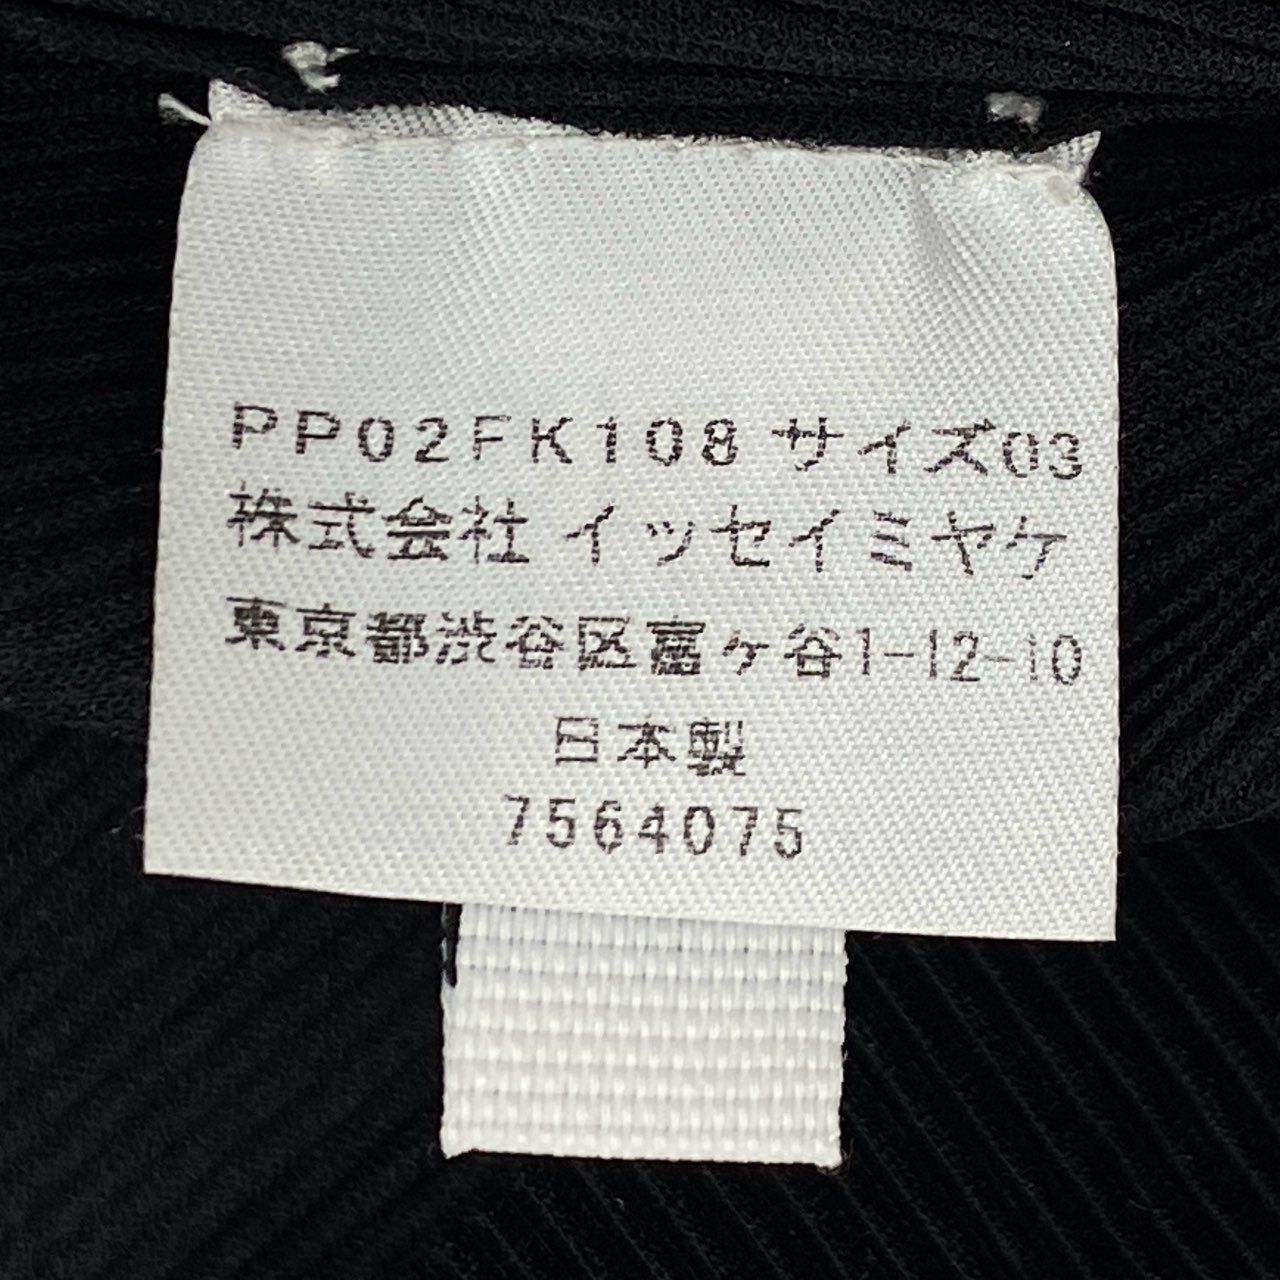 PP02FK108 サイズ03
株式会社 イッセイミヤケ
東京都渋谷区富ヶ谷1-12-10
日本製
7564075